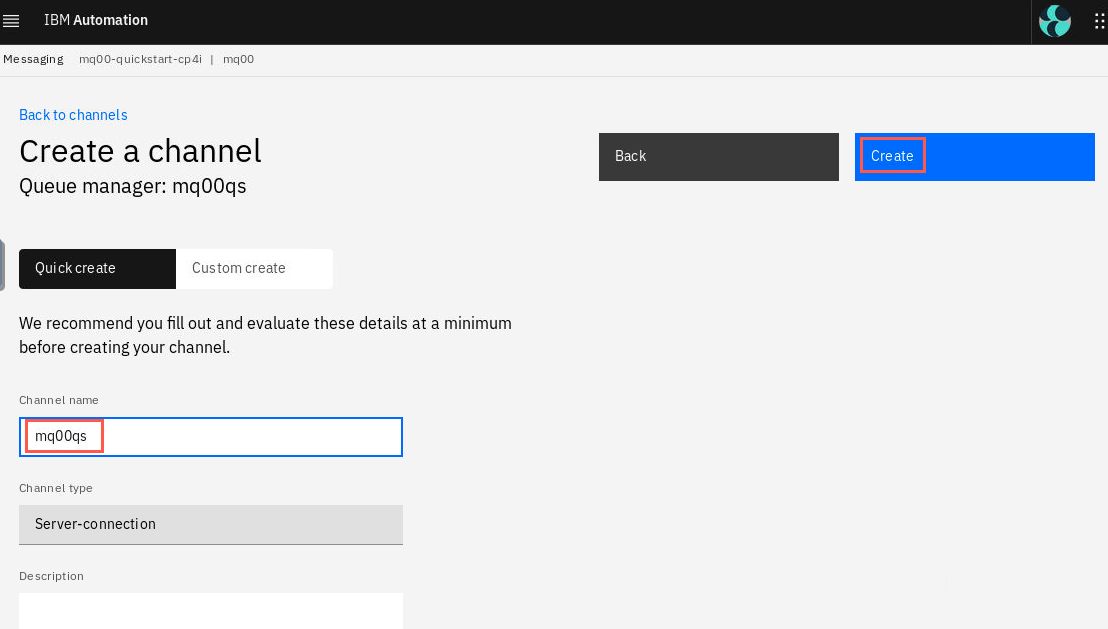 IBM Automation
Messaging mq00-quickstart-cp4i | mq00
Back to channels
Create a channel
Queue manager: mq00qs
Back
Create
Quick create
Custom create
We recommend you fill out and evaluate these details at a minimum
before creating your channel.
Channel name
mq00qs
Channel type
Server-connection
Description